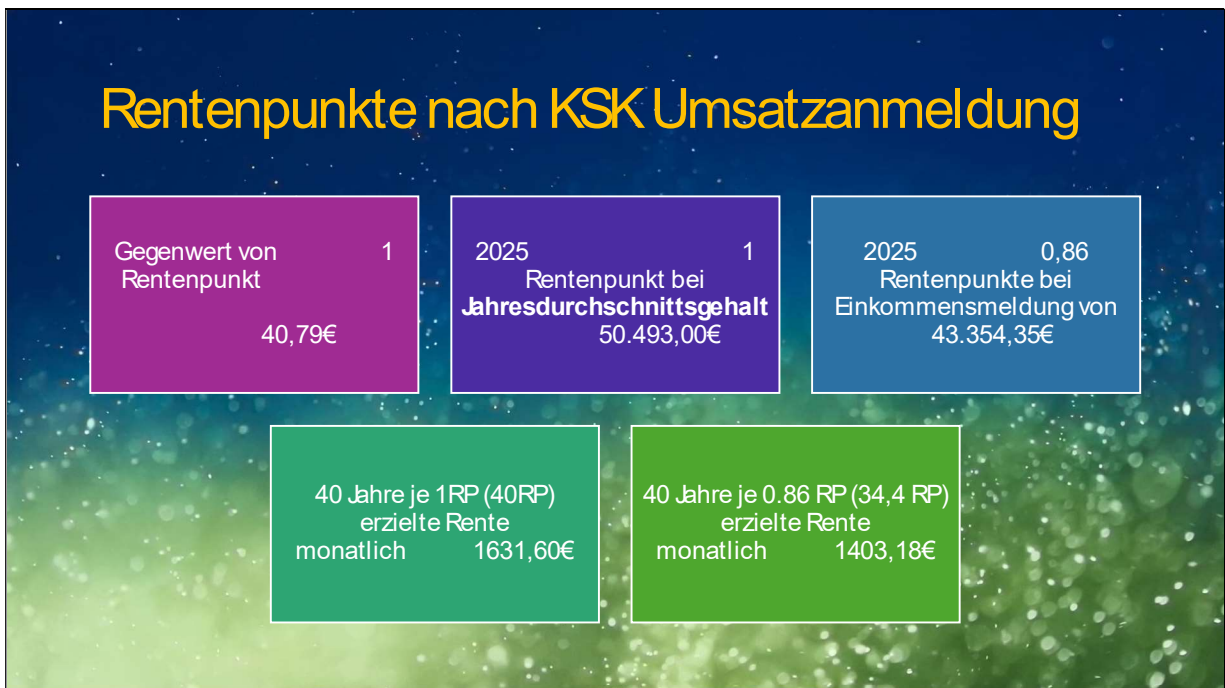 Rentenpunkte nach KSK Umsatzanmeldung
Gegenwert von 1
Rentenpunkt
40,79€
2025 1
Rentenpunkt bei
Jahresdurchschnittsgehalt
50.493,00€
2025 0,86
Rentenpunkte bei
Einkommensmeldung von
43.354,35€
40 Jahre je 1RP (40RP)
erzielte Rente
monatlich 1631,60€
40 Jahre je 0.86 RP (34,4 RP)
erzielte Rente
monatlich 1403,18€